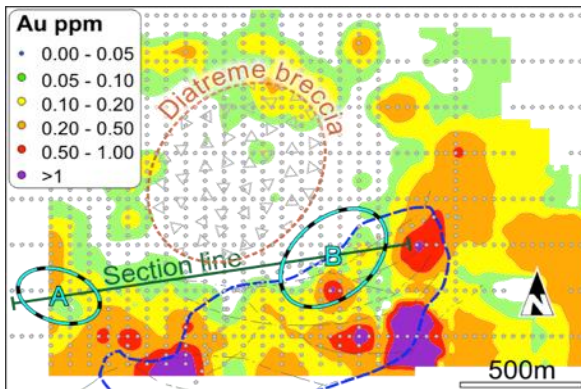 Au ppm
0.00 - 0.05
0.05 - 0.10
0.10 - 0.20
0.20 - 0.50
0.50 - 1.00
>1
Diatreme breccia
Section line
A
B
N
500m